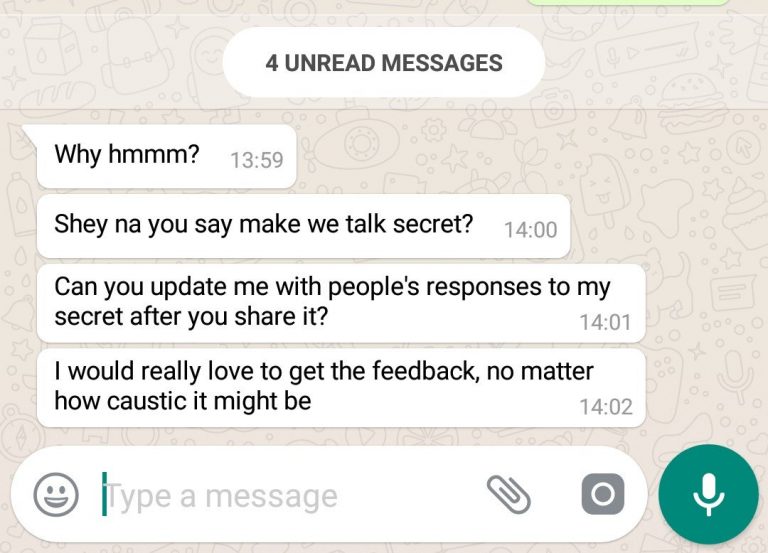 4 UNREAD MESSAGES
Why hmmm? 13:59
Shey na you say make we talk secret? 14:00
Can you update me with people's responses to my
secret after you share it? 14:01
I would really love to get the feedback, no matter
how caustic it might be 14:02
Type a message